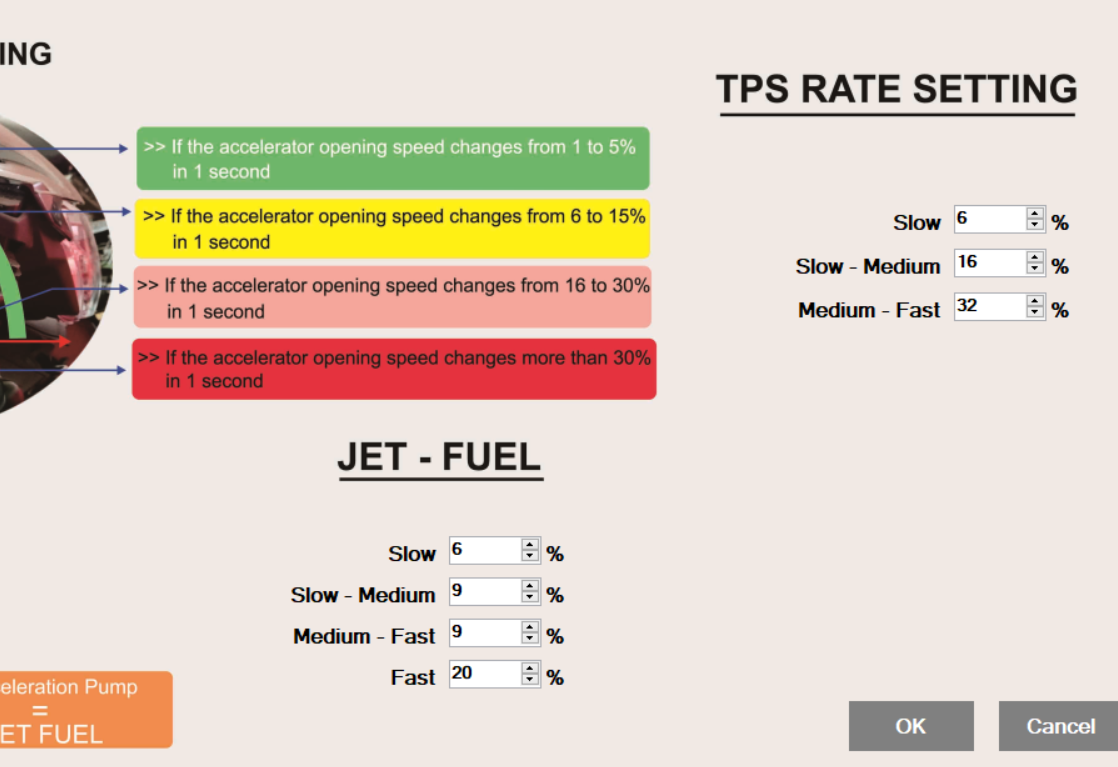 ING
TPS RATE SETTING
>> If the accelerator opening speed changes from 1 to 5%
in 1 second
>> If the accelerator opening speed changes from 6 to 15%
in 1 second
>> If the accelerator opening speed changes from 16 to 30%
in 1 second
>> If the accelerator opening speed changes more than 30%
in 1 second
Slow 6 %
Slow - Medium 16 %
Medium - Fast 32 %
JET - FUEL
Slow 6 %
Slow - Medium 9 %
Medium - Fast 9 %
Fast 20 %
eleration Pump
=
ET FUEL
OK Cancel